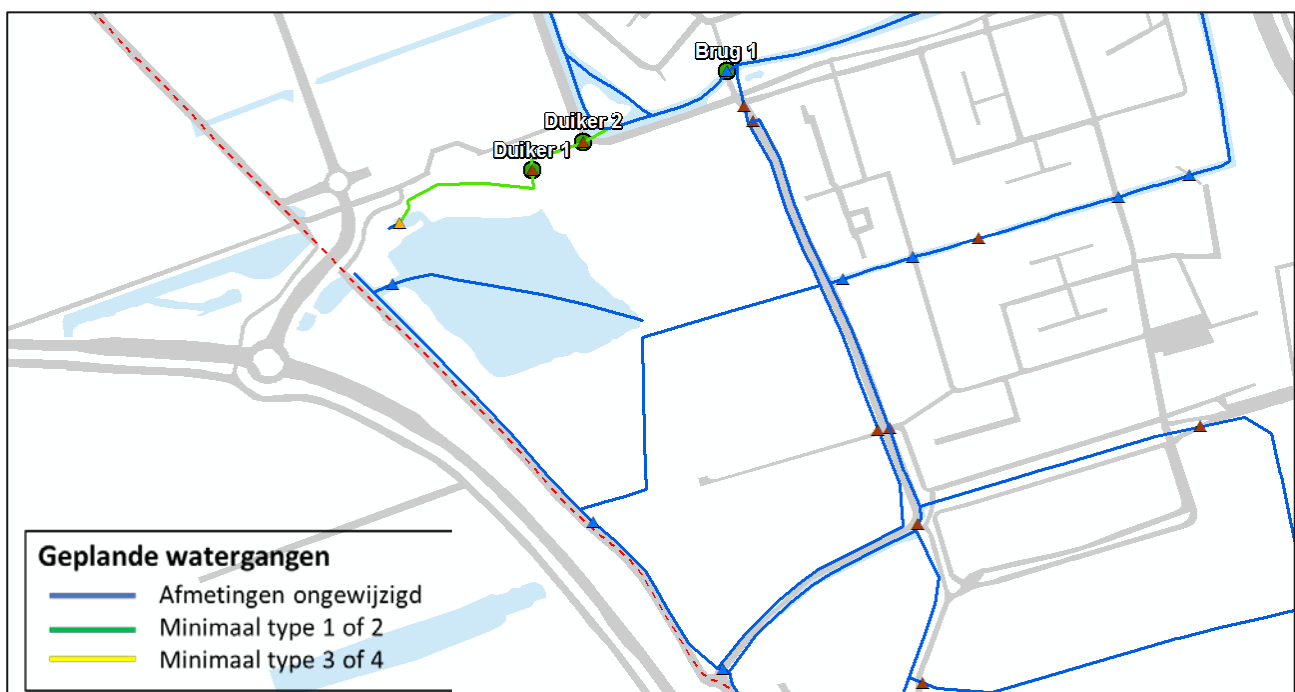 Brug 1
Duiker 2
Duiker 1
Geplande watergangen
Afmetingen ongewijzigd
Minimaal type 1 of 2
Minimaal type 3 of 4